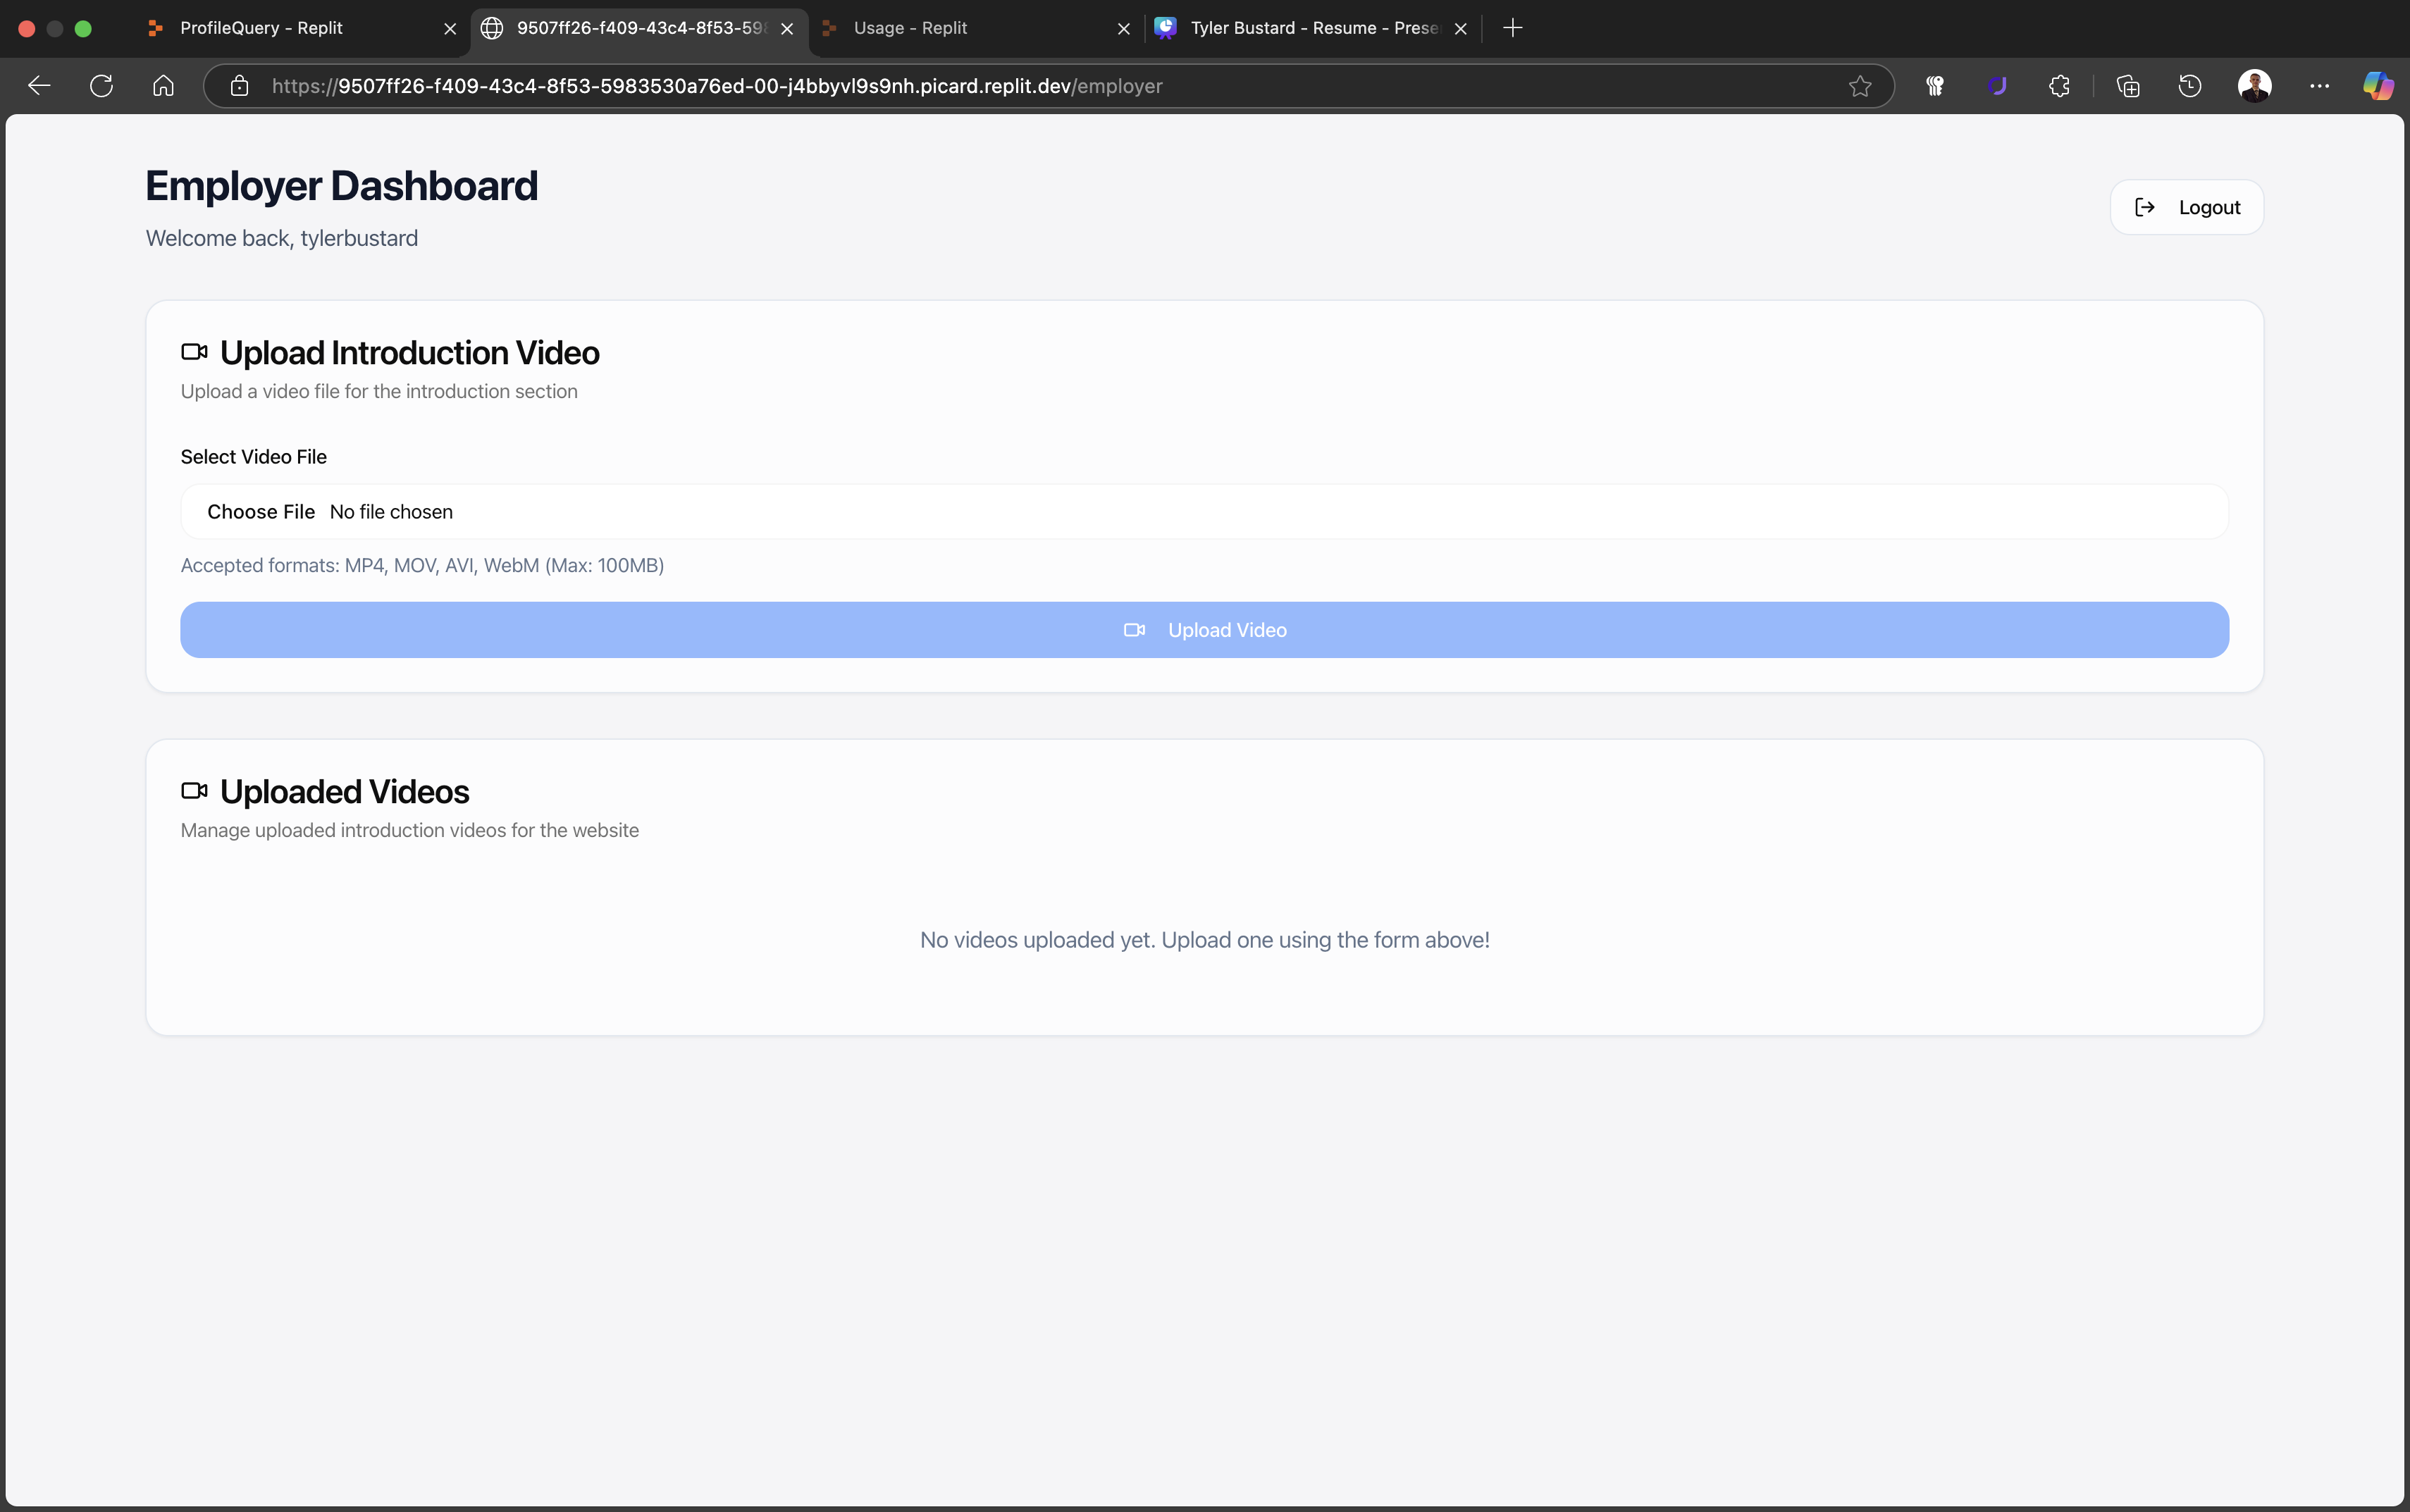 ProfileQuery - Replit
9507ff26-f409-43c4-8f53-598
Usage - Replit
Tyler Bustard - Resume - Prese
https://9507ff26-f409-43c4-8f53-5983530a76ed-00-j4bbyvl9s9nh.picard.replit.dev/employer
Employer Dashboard
Welcome back, tylerbustard
Logout
Upload Introduction Video
Upload a video file for the introduction section
Select Video File
Choose File No file chosen
Accepted formats: MP4, MOV, AVI, WebM (Max: 100MB)
Upload Video
Uploaded Videos
Manage uploaded introduction videos for the website
No videos uploaded yet. Upload one using the form above!